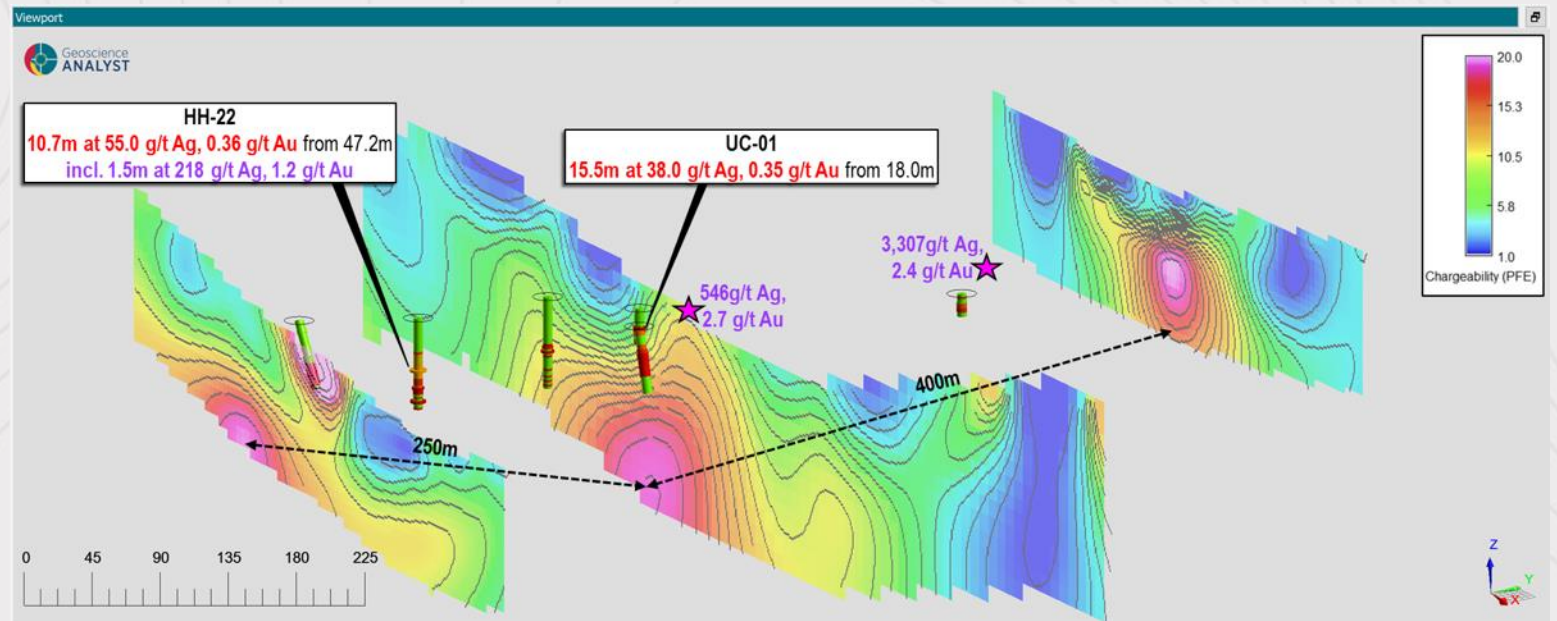 Viewport
Geoscience
ANALYST
HH-22
10.7m at 55.0 g/t Ag, 0.36 g/t Au from 47.2m
incl. 1.5m at 218 g/t Ag, 1.2 g/t Au
UC-01
15.5m at 38.0 g/t Ag, 0.35 g/t Au from 18.0m
546g/t Ag,
2.7 g/t Au
3,307g/t Ag,
2.4 g/t Au
250m
400m
20.0
15.3
10.5
5.8
1.0
Chargeability (PFE)
0 45 90 135 180 225
Z
Y
X